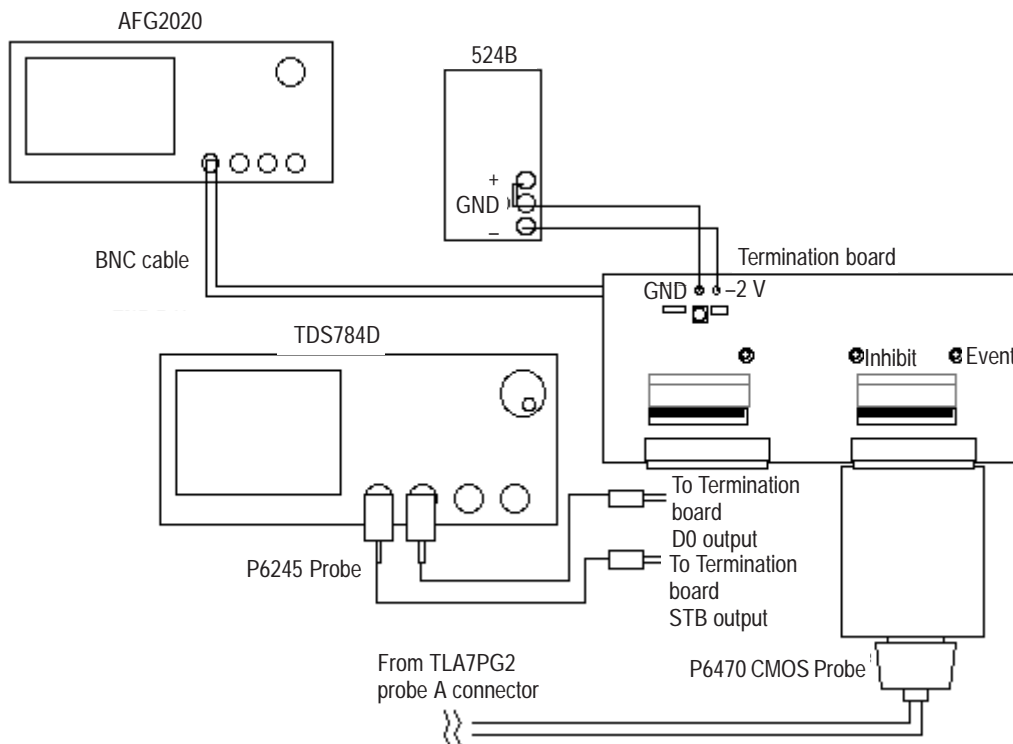 AFG2020
524B
+
GND
–
BNC cable
Termination board
GND
–2 V
TDS784D
Inhibit
Event
To Termination
board
D0 output
P6245 Probe
To Termination
board
STB output
From TLA7PG2
probe A connector
P6470 CMOS Probe